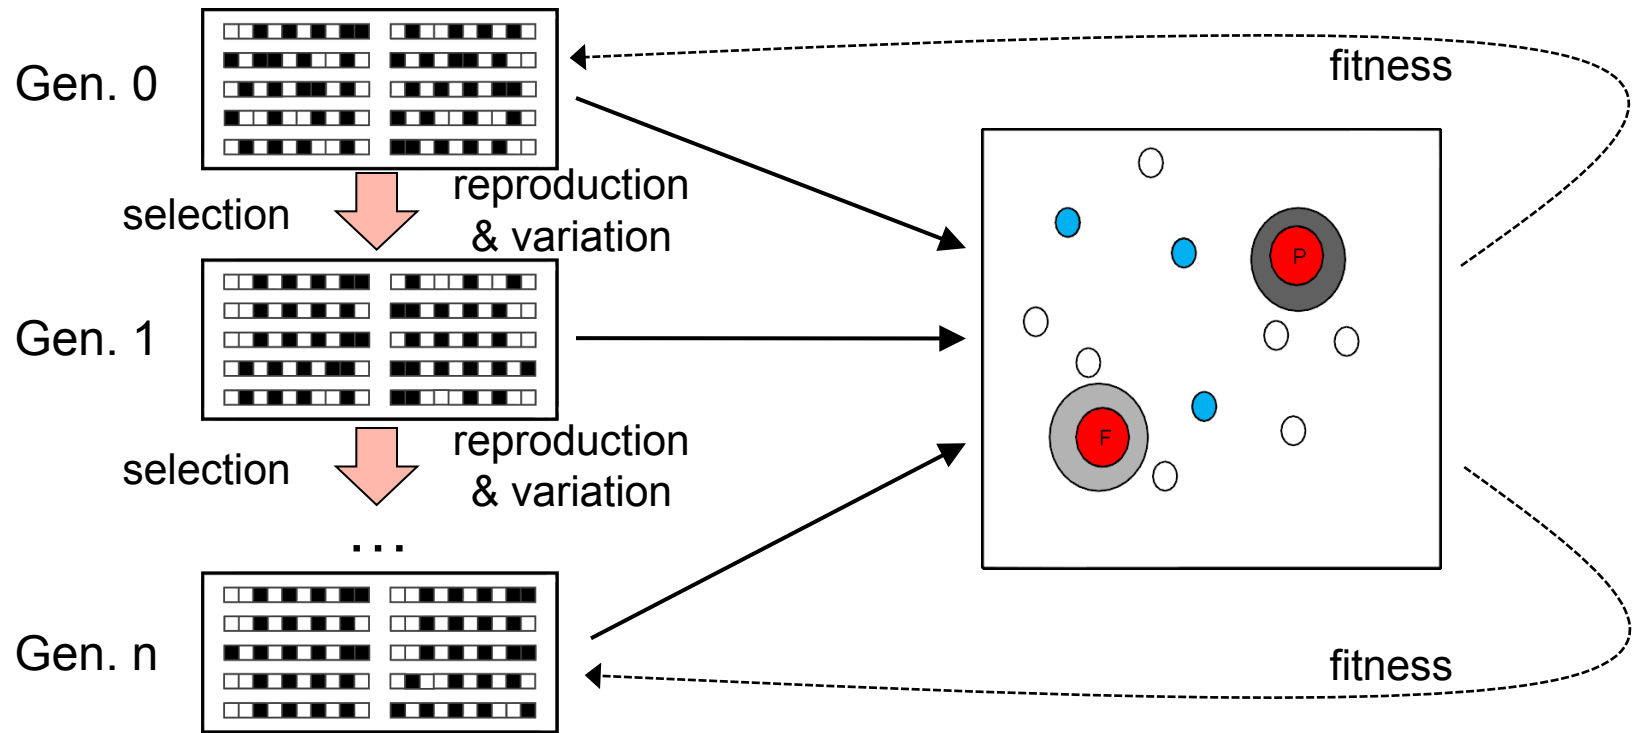 fitness
Gen. 0
selection
reproduction
& variation
P
Gen. 1
F
selection
reproduction
& variation
...
Gen. n
fitness